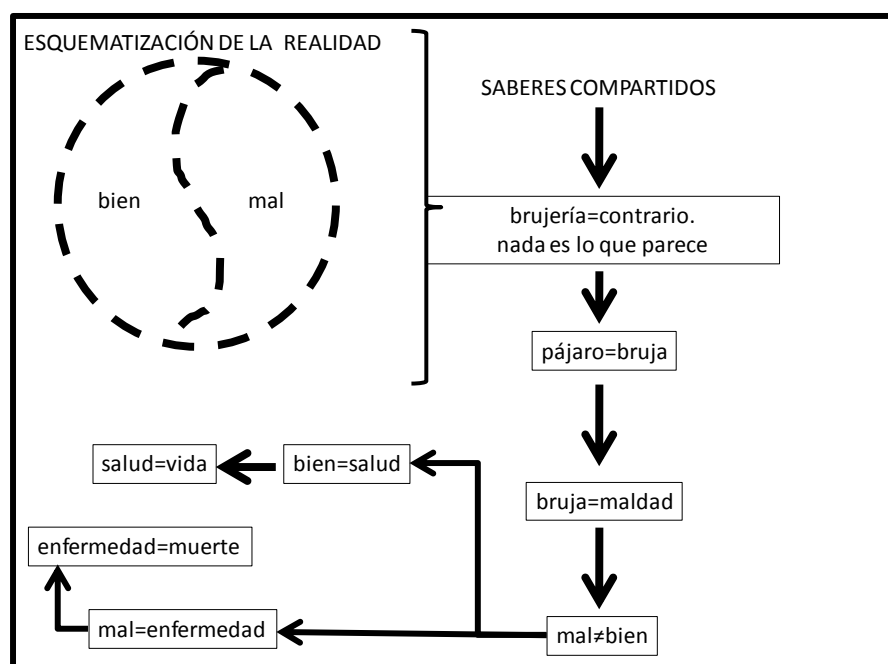 ESQUEMATIZACIÓN DE LA REALIDAD
bien
mal
SABERES COMPARTIDOS
brujería=contrario.
nada es lo que parece
pájaro=bruja
bruja=maldad
mal≠bien
bien=salud
salud=vida
mal=enfermedad
enfermedad=muerte